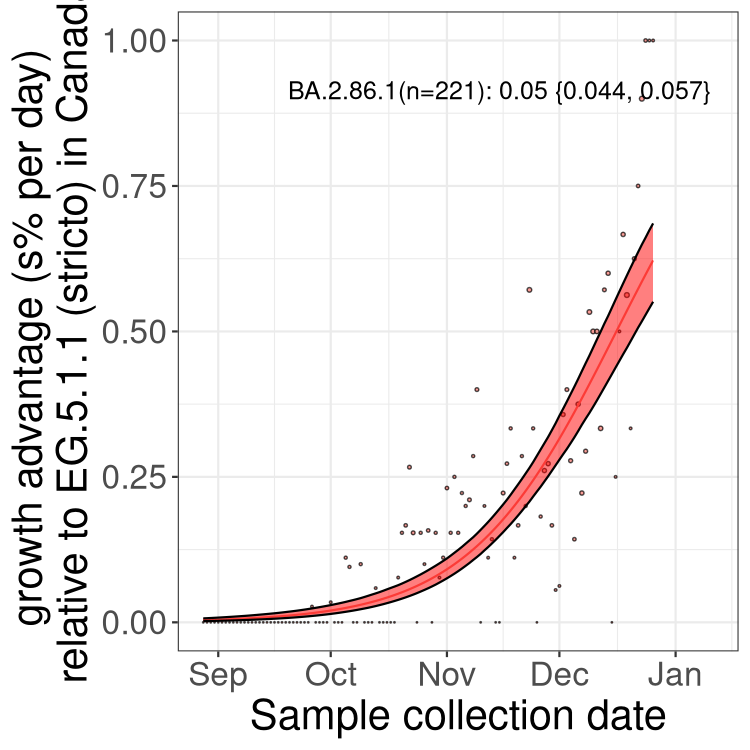 growth advantage (s% per day)
relative to EG.5.1.1 (stricto) in Canada
1.00
0.75
0.50
0.25
0.00
BA.2.86.1(n=221): 0.05 {0.044, 0.057}
Sep Oct Nov Dec Jan
Sample collection date